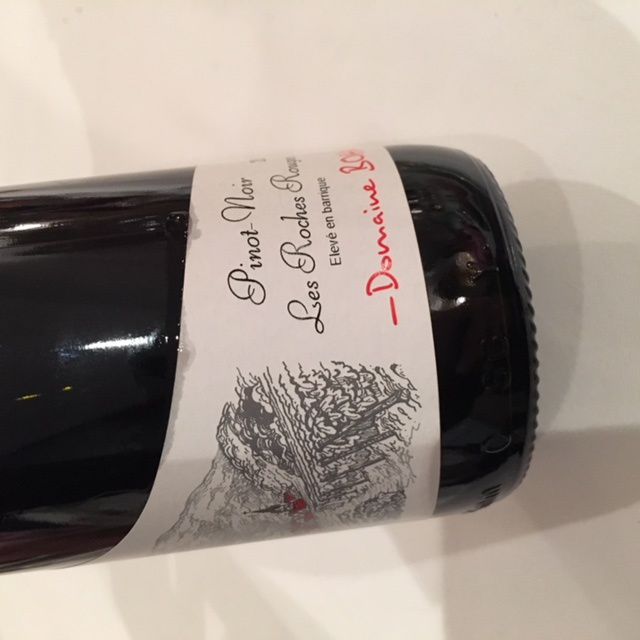 Pinot Noir
Les Roches
Elevé en barrique
Domaine